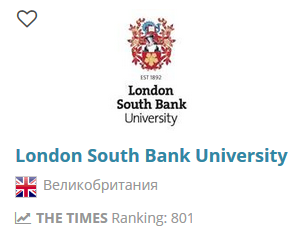 EST 1892
London
South Bank
University
London South Bank University
Великобритания
THE TIMES Ranking: 801